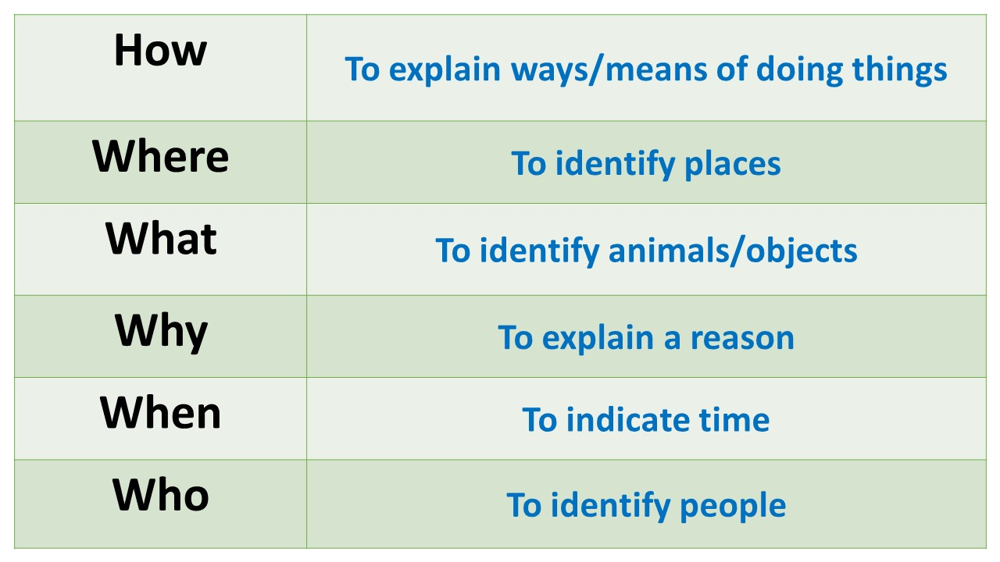 How
To explain ways/means of doing things
Where
To identify places
What
To identify animals/objects
Why
To explain a reason
When
To indicate time
Who
To identify people